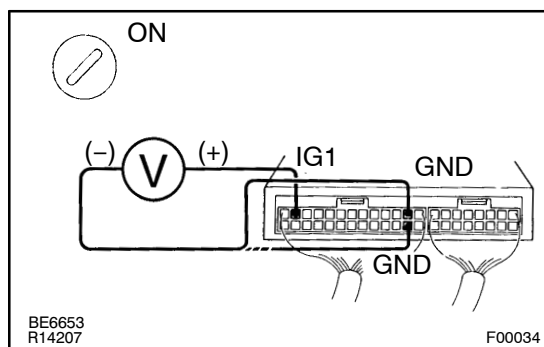 ON
(−) V (+) IG1 GND
GND
BE6653
R14207 F00034